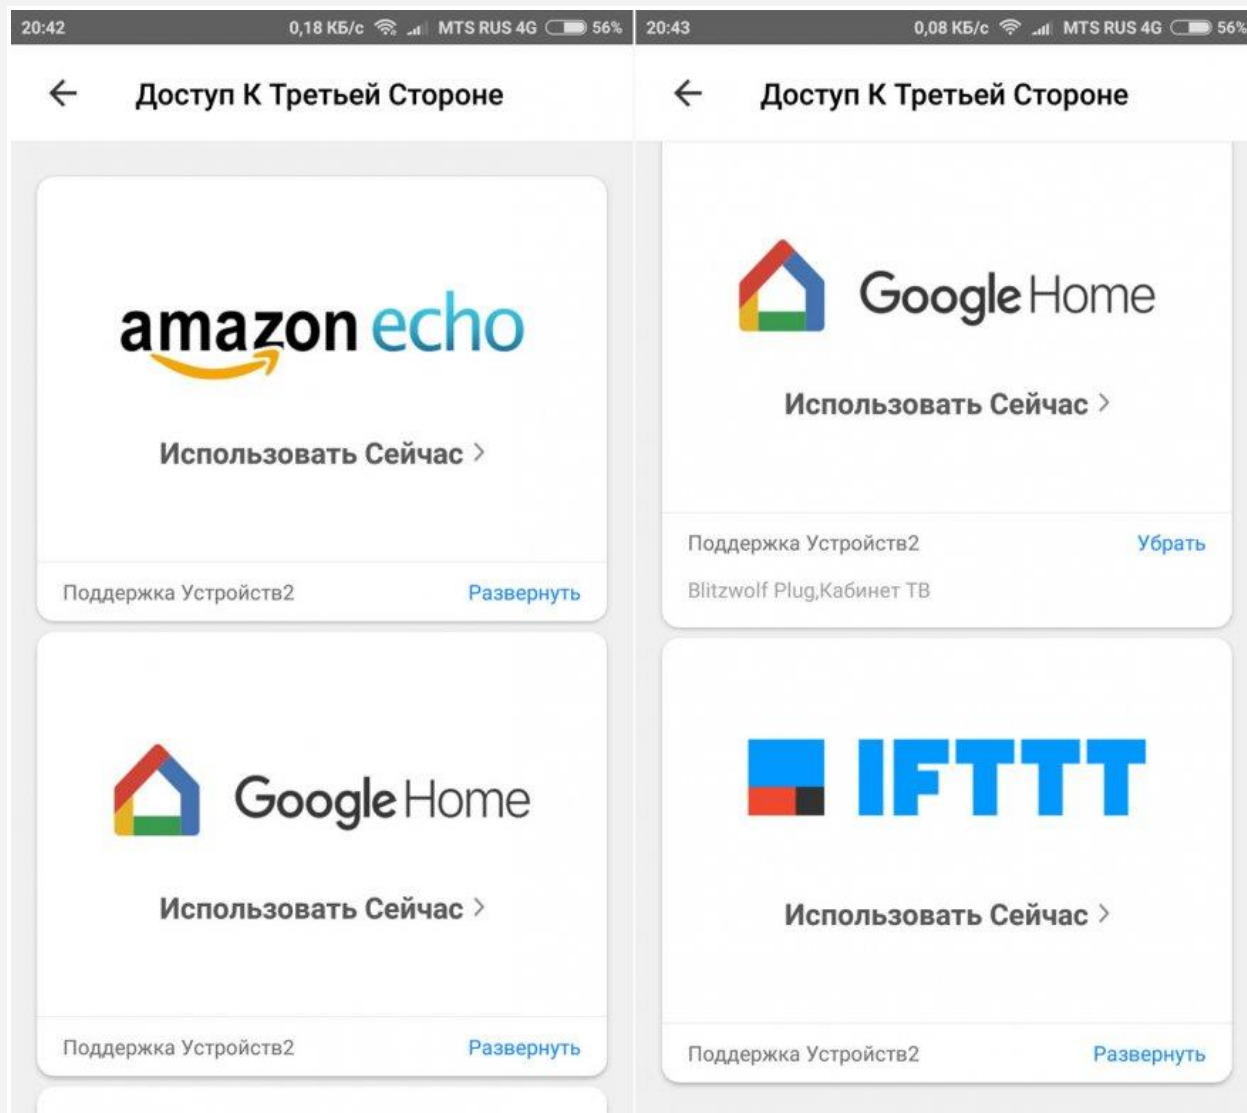 20:42 0,18 КБ/с MTS RUS 4G 56%
Доступ К Третьей Стороне
amazon echo
Использовать Сейчас >
Поддержка Устройств2 Развернуть
Google Home
Использовать Сейчас >
Поддержка Устройств2 Развернуть
20:43 0,08 КБ/с MTS RUS 4G 56%
Доступ К Третьей Стороне
Google Home
Использовать Сейчас >
Поддержка Устройств2 Убрать
Blitzwolf Plug,Кабинет ТВ
IFTTT
Использовать Сейчас >
Поддержка Устройств2 Развернуть